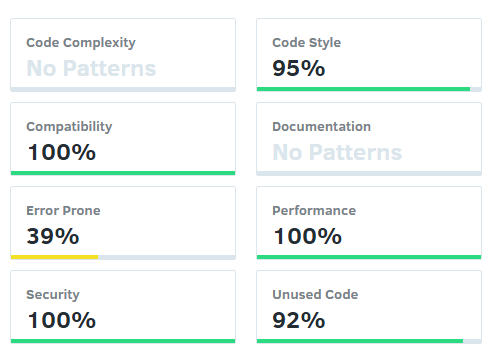 Code Complexity
No Patterns
Code Style
95%
Compatibility
100%
Documentation
No Patterns
Error Prone
39%
Performance
100%
Security
100%
Unused Code
92%